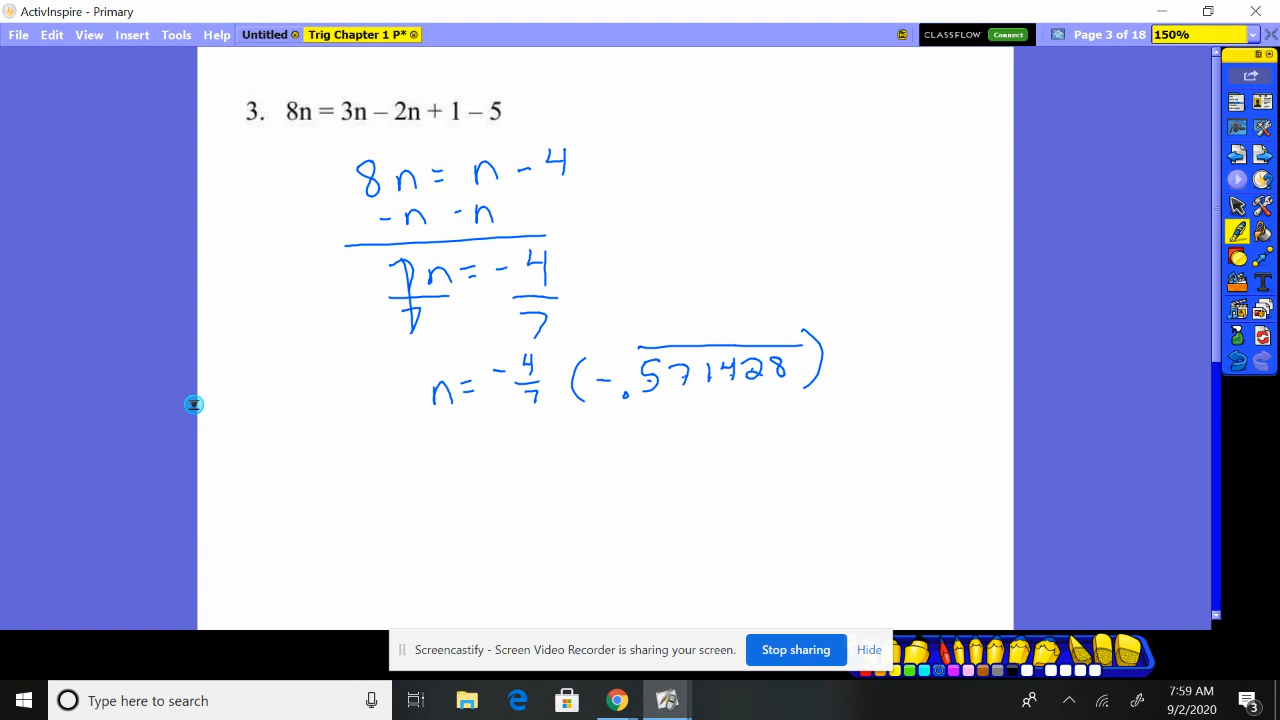 ActivInspire - Primary
File Edit View Insert Tools Help Untitled Trig Chapter 1 P* CLASSFLOW Connect Page 3 of 18 150%
3. 8n = 3n – 2n + 1 – 5
8n = n - 4
-n -n
7n = - 4
7 7
n = -4/7 (-.571428)
Screencastify - Screen Video Recorder is sharing your screen. Stop sharing Hide
Type here to search
7:59 AM
9/2/2020
3